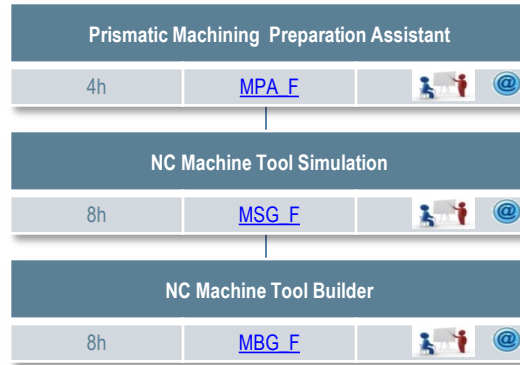 Prismatic Machining Preparation Assistant
4h MPA_F @
NC Machine Tool Simulation
8h MSG_F @
NC Machine Tool Builder
8h MBG_F @